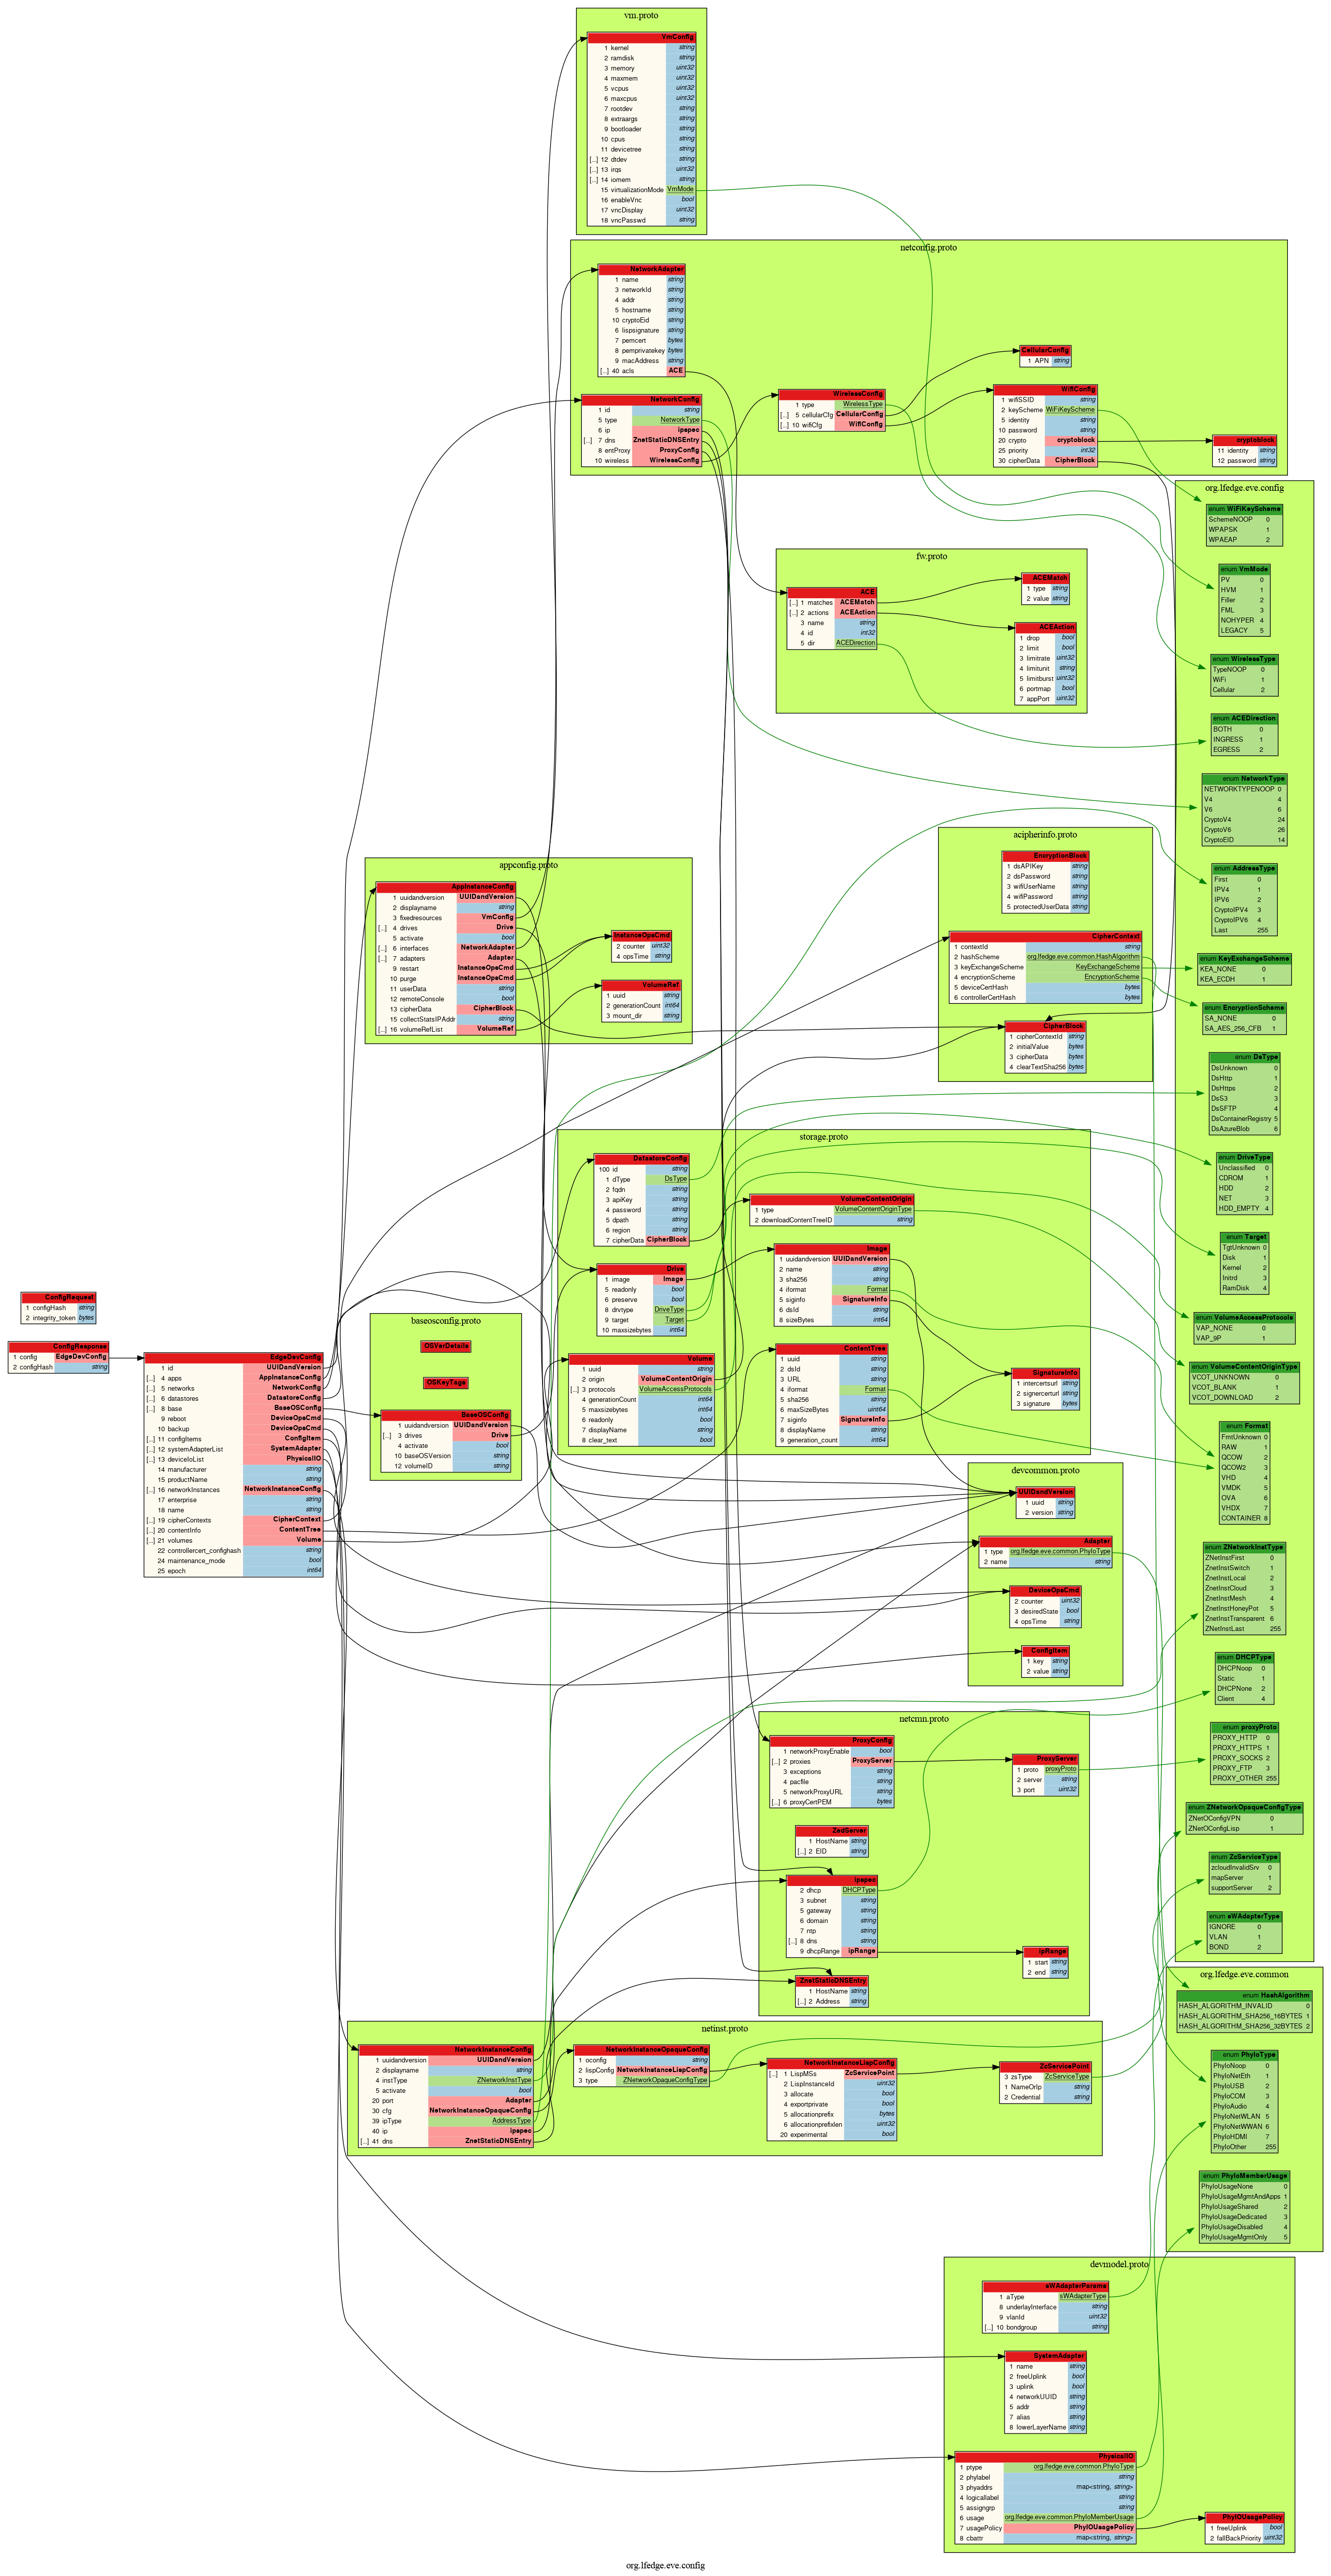 vm.proto
VmConfig
1 kernel string
2 ramdisk string
3 memory uint32
4 maxmem uint32
5 vcpus uint32
6 maxcpus uint32
7 rootdev string
8 extraargs string
9 bootloader string
10 cpus string
11 devicetree string
[...] 12 dtdev string
[...] 13 irqs uint32
[...] 14 iomem string
15 virtualizationMode VmMode
16 enableVnc bool
17 vncDisplay uint32
18 vncPasswd string
netconfig.proto
NetworkAdapter
1 name string
3 networkId string
4 addr string
5 hostname string
10 cryptoEid string
6 lispsignature string
7 pemcert bytes
8 pemprivatekey bytes
9 macAddress string
[...] 40 acls ACE
NetworkConfig
1 id string
5 type NetworkType
6 ip ipspec
[...] 7 dns ZnetStaticDNSEntry
8 entProxy ProxyConfig
10 wireless WirelessConfig
WirelessConfig
1 type WirelessType
[...] 5 cellularCfg CellularConfig
[...] 10 wifiCfg WifiConfig
CellularConfig
1 APN string
WifiConfig
1 wifiSSID string
2 keyScheme WiFiKeyScheme
5 identity string
10 password string
20 crypto cryptoblock
25 priority int32
30 cipherData CipherBlock
cryptoblock
11 identity string
12 password string
fw.proto
ACE
[...] 1 matches ACEMatch
[...] 2 actions ACEAction
3 name string
4 id int32
5 dir ACEDirection
ACEMatch
1 type string
2 value string
ACEAction
1 drop bool
2 limit bool
3 limitrate uint32
4 limitunit string
5 limitburst uint32
6 portmap bool
7 appPort uint32
appconfig.proto
AppInstanceConfig
1 uuidandversion UUIDandVersion
2 displayname string
3 fixedresources VmConfig
[...] 4 drives Drive
5 activate bool
[...] 6 interfaces NetworkAdapter
[...] 7 adapters Adapter
9 restart InstanceOpsCmd
10 purge InstanceOpsCmd
11 userData string
12 remoteConsole bool
13 cipherData CipherBlock
15 collectStatsIPAddr string
[...] 16 volumeRefList VolumeRef
InstanceOpsCmd
2 counter uint32
4 opsTime string
VolumeRef
1 uuid string
2 generationCount int64
3 mount_dir string
acipherinfo.proto
EncryptionBlock
1 dsAPIKey string
2 dsPassword string
3 wifiUserName string
4 wifiPassword string
5 protectedUserData string
CipherContext
1 contextId string
2 hashScheme org.lfedge.eve.common.HashAlgorithm
3 keyExchangeScheme KeyExchangeScheme
4 encryptionScheme EncryptionScheme
5 deviceCertHash bytes
6 controllerCertHash bytes
CipherBlock
1 cipherContextId string
2 initialValue bytes
3 cipherData bytes
4 clearTextSha256 bytes
storage.proto
DatastoreConfig
100 id string
1 dType DsType
2 fqdn string
3 apiKey string
4 password string
5 dpath string
6 region string
7 cipherData CipherBlock
Drive
1 image Image
5 readonly bool
6 preserve bool
8 drvtype DriveType
9 target Target
10 maxsizebytes int64
Volume
1 uuid string
2 origin VolumeContentOrigin
[...] 3 protocols VolumeAccessProtocols
4 generationCount int64
5 maxsizebytes int64
6 readonly bool
7 displayName string
8 clear_text bool
VolumeContentOrigin
1 type VolumeContentOriginType
2 downloadContentTreeID string
Image
1 uuidandversion UUIDandVersion
2 name string
3 sha256 string
4 iformat Format
5 siginfo SignatureInfo
6 dsId string
8 sizeBytes int64
ContentTree
1 uuid string
2 dsId string
3 URL string
4 iformat Format
5 sha256 string
6 maxSizeBytes uint64
7 siginfo SignatureInfo
8 displayName string
9 generation_count int64
SignatureInfo
1 intercertsurl string
2 signercerturl string
3 signature bytes
ConfigRequest
1 configHash string
2 integrity_token bytes
ConfigResponse
1 config EdgeDevConfig
2 configHash string
EdgeDevConfig
1 id UUIDandVersion
[...] 4 apps AppInstanceConfig
[...] 5 networks NetworkConfig
[...] 6 datastores DatastoreConfig
[...] 8 base BaseOSConfig
9 reboot DeviceOpsCmd
10 backup DeviceOpsCmd
[...] 11 configItems ConfigItem
[...] 12 systemAdapterList SystemAdapter
[...] 13 deviceIoList PhysicalIO
14 manufacturer string
15 productName string
[...] 16 networkInstances NetworkInstanceConfig
17 enterprise string
18 name string
[...] 19 cipherContexts CipherContext
[...] 20 contentInfo ContentTree
[...] 21 volumes Volume
22 controllercert_confighash string
24 maintenance_mode bool
25 epoch int64
baseosconfig.proto
OSVerDetails
OSKeyTags
BaseOSConfig
1 uuidandversion UUIDandVersion
[...] 3 drives Drive
4 activate bool
10 baseOSVersion string
12 volumeID string
devcommon.proto
UUIDandVersion
1 uuid string
2 version string
Adapter
1 type org.lfedge.eve.common.PhyIoType
2 name string
DeviceOpsCmd
2 counter uint32
3 desiredState bool
4 opsTime string
ConfigItem
1 key string
2 value string
netcmn.proto
ProxyConfig
1 networkProxyEnable bool
[...] 2 proxies ProxyServer
3 exceptions string
4 pacfile string
5 networkProxyURL string
[...] 6 proxyCertPEM bytes
ProxyServer
1 proto proxyProto
2 server string
3 port uint32
ZedServer
1 HostName string
[...] 2 EID string
ipspec
2 dhcp DHCPType
3 subnet string
5 gateway string
6 domain string
7 ntp string
[...] 8 dns string
9 dhcpRange ipRange
ipRange
1 start string
2 end string
ZnetStaticDNSEntry
1 HostName string
[...] 2 Address string
netinst.proto
NetworkInstanceConfig
1 uuidandversion UUIDandVersion
2 displayname string
4 instType ZNetworkInstType
5 activate bool
20 port Adapter
30 cfg NetworkInstanceOpaqueConfig
39 ipType AddressType
40 ip ipspec
[...] 41 dns ZnetStaticDNSEntry
NetworkInstanceOpaqueConfig
1 oconfig string
2 lispConfig NetworkInstanceLispConfig
3 type ZNetworkOpaqueConfigType
NetworkInstanceLispConfig
[...] 1 LispMSs ZcServicePoint
2 LispInstanceId uint32
3 allocate bool
4 exportprivate bool
5 allocationprefix bytes
6 allocationprefixlen uint32
20 experimental bool
ZcServicePoint
3 zsType ZcServiceType
1 NameOrIp string
2 Credential string
org.lfedge.eve.config
enum WiFiKeyScheme
SchemeNOOP 0
WPAPSK 1
WPAEAP 2
enum VmMode
PV 0
HVM 1
Filler 2
FML 3
NOHYPER 4
LEGACY 5
enum WirelessType
TypeNOOP 0
WiFi 1
Cellular 2
enum ACEDirection
BOTH 0
INGRESS 1
EGRESS 2
enum NetworkType
NETWORKTYPENOOP 0
V4 4
V6 6
CryptoV4 24
CryptoV6 26
CryptoEID 14
enum AddressType
First 0
IPV4 1
IPV6 2
CryptoIPV4 3
CryptoIPV6 4
Last 255
enum KeyExchangeScheme
KEA_NONE 0
KEA_ECDH 1
enum EncryptionScheme
SA_NONE 0
SA_AES_256_CFB 1
enum DsType
DsUnknown 0
DsHttp 1
DsHttps 2
DsS3 3
DsSFTP 4
DsContainerRegistry 5
DsAzureBlob 6
enum DriveType
Unclassified 0
CDROM 1
HDD 2
NET 3
HDD_EMPTY 4
enum Target
TgtUnknown 0
Disk 1
Kernel 2
Initrd 3
RamDisk 4
enum VolumeAccessProtocols
VAP_NONE 0
VAP_9P 1
enum VolumeContentOriginType
VCOT_UNKNOWN 0
VCOT_BLANK 1
VCOT_DOWNLOAD 2
enum Format
FmtUnknown 0
RAW 1
QCOW 2
QCOW2 3
VHD 4
VMDK 5
OVA 6
VHDX 7
CONTAINER 8
enum ZNetworkInstType
ZNetInstFirst 0
ZnetInstSwitch 1
ZnetInstLocal 2
ZnetInstCloud 3
ZnetInstMesh 4
ZnetInstHoneyPot 5
ZnetInstTransparent 6
ZNetInstLast 255
enum DHCPType
DHCPNoop 0
Static 1
DHCPNone 2
Client 4
enum proxyProto
PROXY_HTTP 0
PROXY_HTTPS 1
PROXY_SOCKS 2
PROXY_FTP 3
PROXY_OTHER 255
enum ZNetworkOpaqueConfigType
ZNetOConfigVPN 0
ZNetOConfigLisp 1
enum ZcServiceType
zcloudInvalidSrv 0
mapServer 1
supportServer 2
enum sWAdapterType
IGNORE 0
VLAN 1
BOND 2
org.lfedge.eve.common
enum HashAlgorithm
HASH_ALGORITHM_INVALID 0
HASH_ALGORITHM_SHA256_16BYTES 1
HASH_ALGORITHM_SHA256_32BYTES 2
enum PhyIoType
PhyIoNoop 0
PhyIoNetEth 1
PhyIoUSB 2
PhyIoCOM 3
PhyIoAudio 4
PhyIoNetWLAN 5
PhyIoNetWWAN 6
PhyIoHDMI 7
PhyIoOther 255
enum PhyIoMemberUsage
PhyIoUsageNone 0
PhyIoUsageMgmtAndApps 1
PhyIoUsageShared 2
PhyIoUsageDedicated 3
PhyIoUsageDisabled 4
PhyIoUsageMgmtOnly 5
devmodel.proto
sWAdapterParams
1 aType sWAdapterType
8 underlayInterface string
9 vlanId uint32
[...] 10 bondgroup string
SystemAdapter
1 name string
2 freeUplink bool
3 uplink bool
4 networkUUID string
5 addr string
7 alias string
8 lowerLayerName string
PhysicalIO
1 ptype org.lfedge.eve.common.PhyIoType
2 phylabel string
3 phyaddrs map<string, string>
4 logicallabel string
5 assigngrp string
6 usage org.lfedge.eve.common.PhyIoMemberUsage
7 usagePolicy PhyIOUsagePolicy
8 cbattr map<string, string>
PhyIOUsagePolicy
1 freeUplink bool
2 fallBackPriority uint32
org.lfedge.eve.config